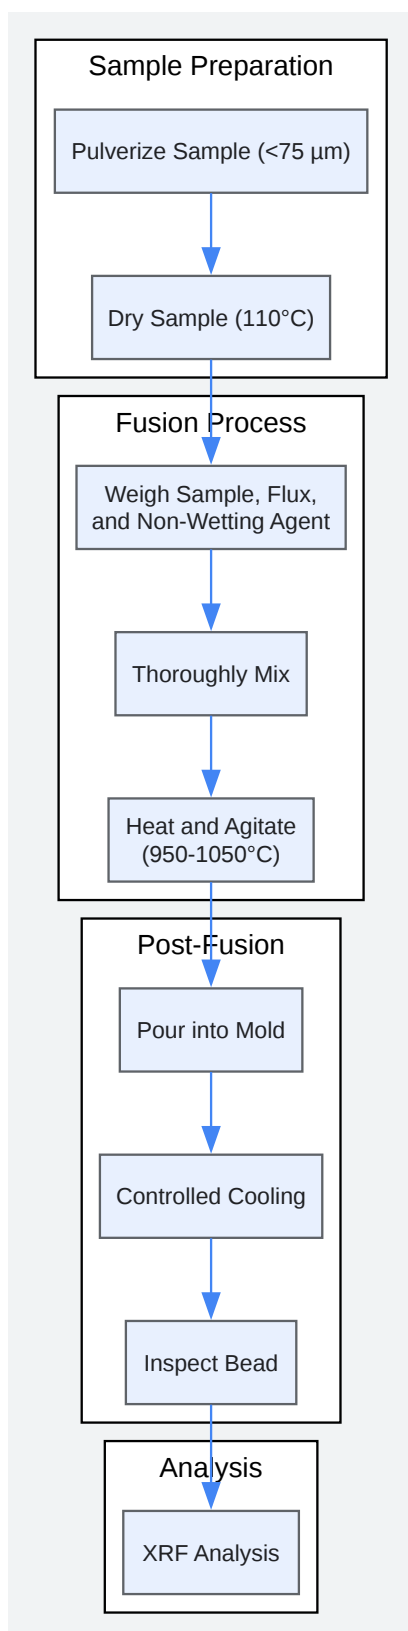 Sample Preparation
Pulverize Sample (<75 µm)
Dry Sample (110°C)
Fusion Process
Weigh Sample, Flux,
and Non-Wetting Agent
Thoroughly Mix
Heat and Agitate
(950-1050°C)
Post-Fusion
Pour into Mold
Controlled Cooling
Inspect Bead
Analysis
XRF Analysis